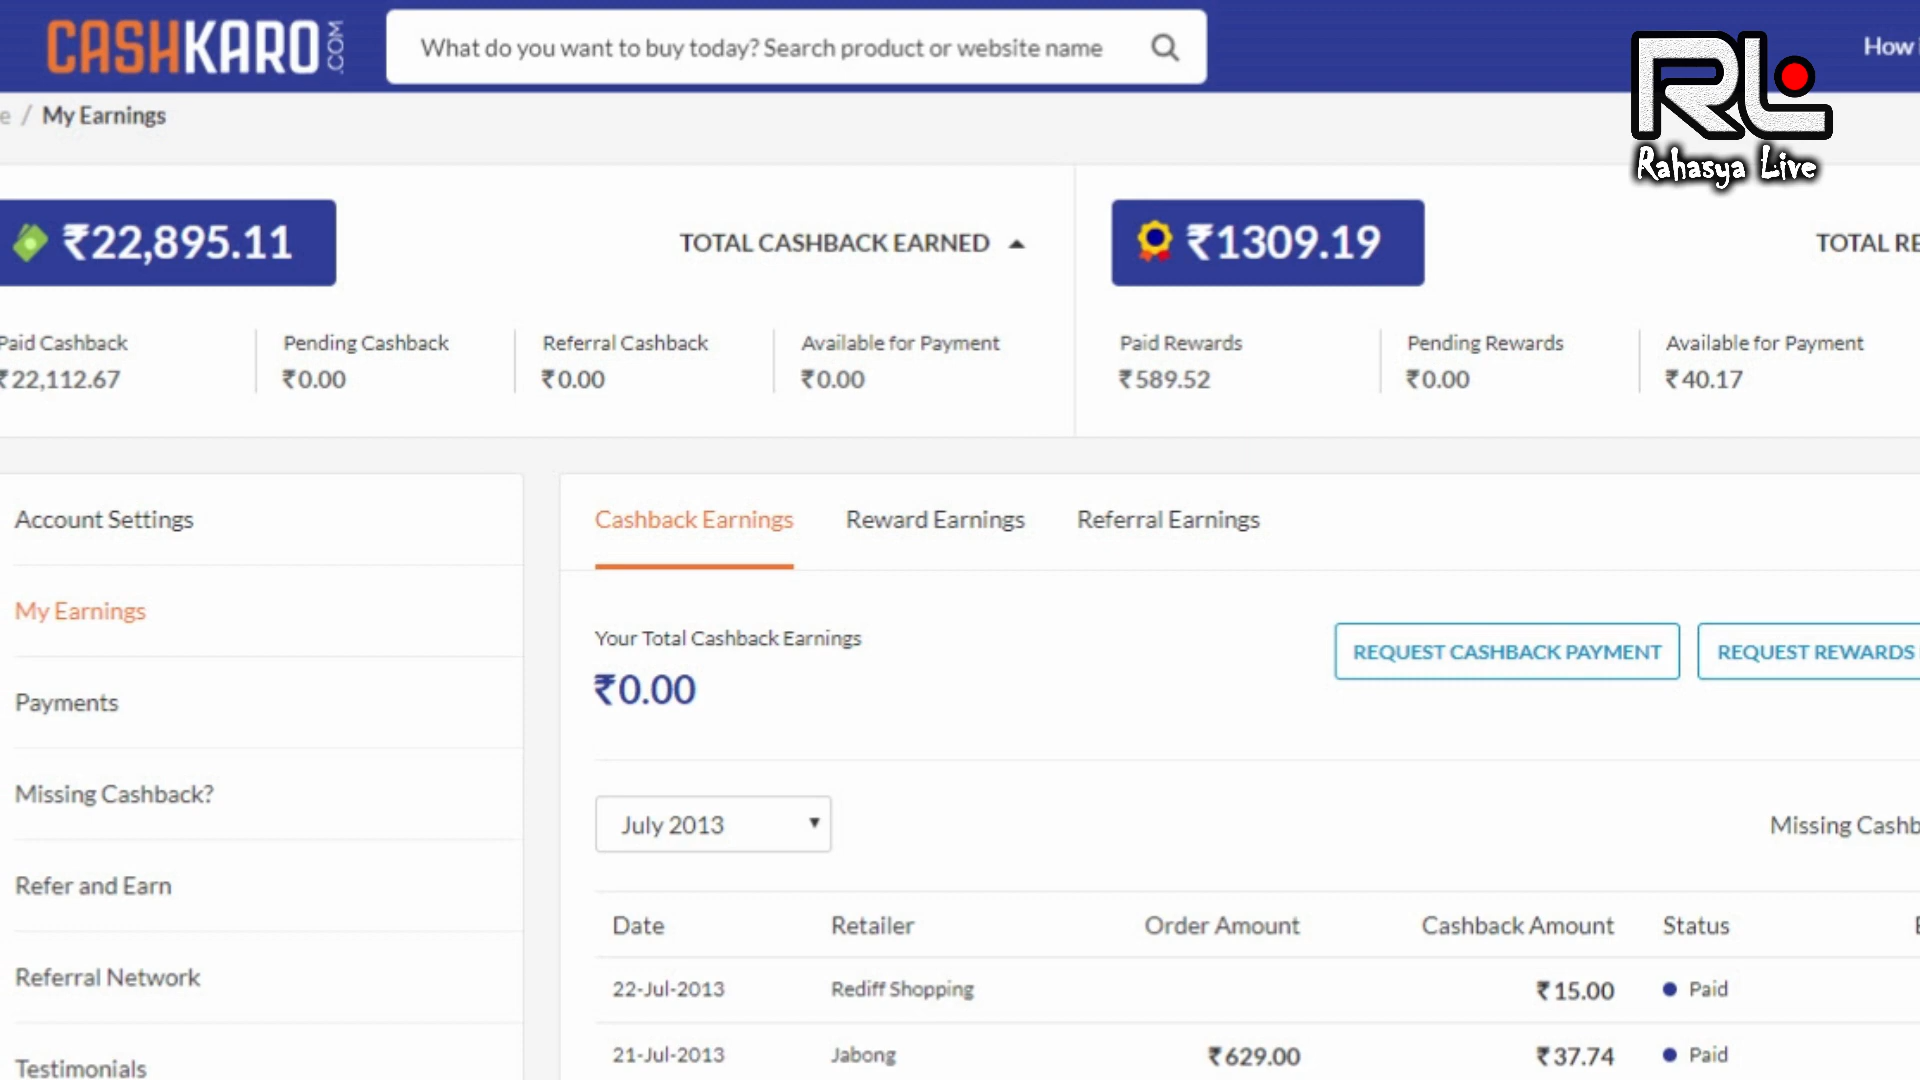 CASHKARO.COM
What do you want to buy today? Search product or website name
How
RL
Rahasya Live
e / My Earnings
₹22,895.11
TOTAL CASHBACK EARNED
₹1309.19
TOTAL RE
Paid Cashback
Pending Cashback
Referral Cashback
Available for Payment
Paid Rewards
Pending Rewards
Available for Payment
₹22,112.67
₹0.00
₹0.00
₹0.00
₹589.52
₹0.00
₹40.17
Account Settings
My Earnings
Payments
Missing Cashback?
Refer and Earn
Referral Network
Testimonials
Cashback Earnings
Reward Earnings
Referral Earnings
Your Total Cashback Earnings
₹0.00
REQUEST CASHBACK PAYMENT
REQUEST REWARDS
July 2013
Missing Cashb
Date Retailer Order Amount Cashback Amount Status
22-Jul-2013 Rediff Shopping ₹15.00 Paid
21-Jul-2013 Jabong ₹629.00 ₹37.74 Paid